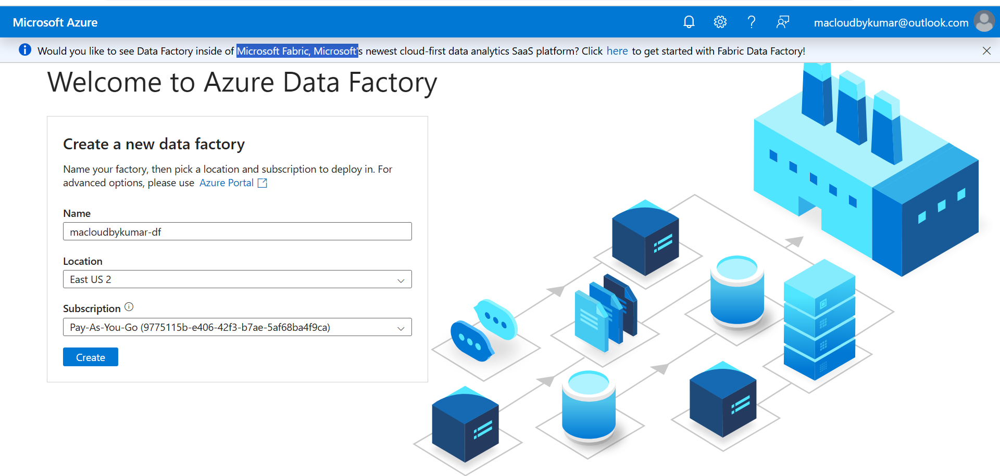 Microsoft Azure
macloudbykumar@outlook.com
Would you like to see Data Factory inside of Microsoft Fabric, Microsoft's newest cloud-first data analytics SaaS platform? Click here to get started with Fabric Data Factory!
Welcome to Azure Data Factory
Create a new data factory
Name your factory, then pick a location and subscription to deploy in. For
advanced options, please use Azure Portal
Name
macloudbykumar-df
Location
East US 2
Subscription
Pay-As-You-Go (9775115b-e406-42f3-b7ae-5af68ba4f9ca)
Create